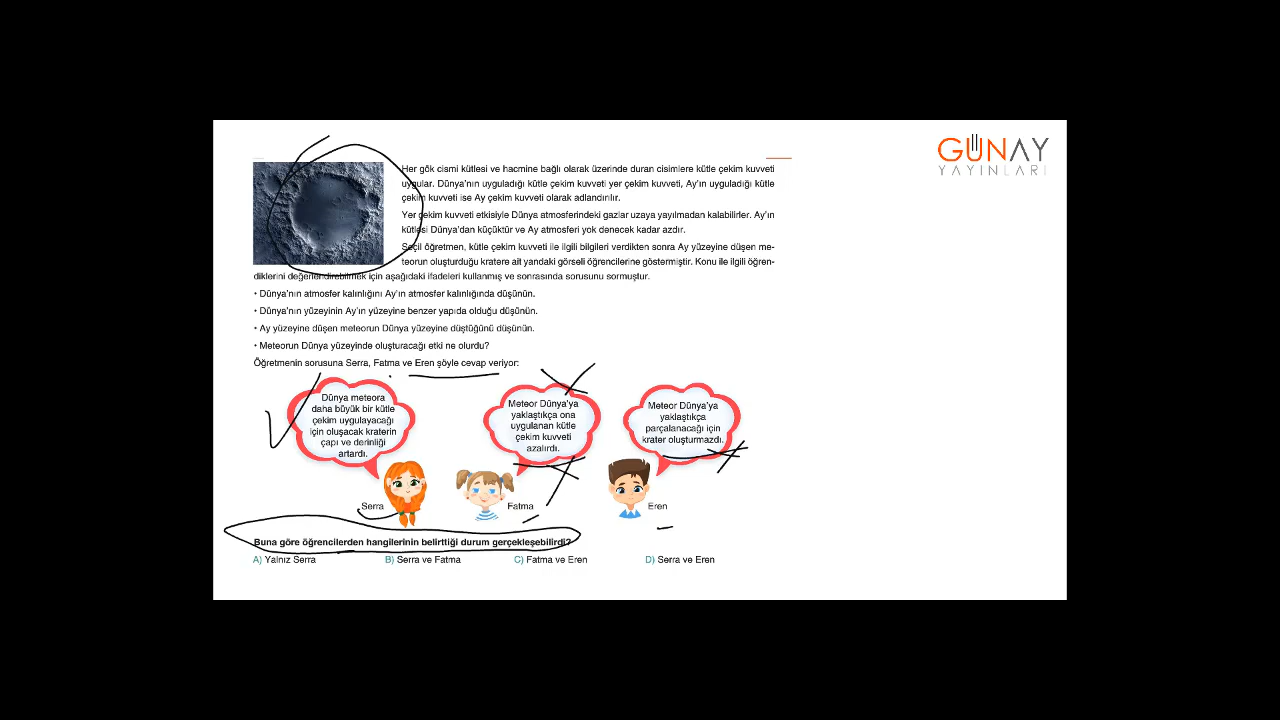 GÜNAY
YAYINLARI
Her gök cismi kütlesi ve hacmine bağlı olarak üzerinde duran cisimlere kütle çekim kuvveti
uygular. Dünya'nın uyguladığı kütle çekim kuvveti yer çekim kuvveti, Ay'ın uyguladığı kütle
çekim kuvveti ise Ay çekim kuvveti olarak adlandırılır.
Yer çekim kuvveti etkisiyle Dünya atmosferindeki gazlar uzaya yayılmadan kalabilirler. Ay'ın
kütlesi Dünya'dan küçüktür ve Ay atmosferi yok denecek kadar azdır.
Seçil öğretmen, kütle çekim kuvveti ile ilgili bilgileri verdikten sonra Ay yüzeyine düşen me-
teorun oluşturduğu kratere ait yandaki görseli öğrencilerine göstermiştir. Konu ile ilgili öğren-
diklerini değerlendirebilmek için aşağıdaki ifadeleri kullanmış ve sonrasında sorusunu sormuştur.
• Dünya'nın atmosfer kalınlığını Ay'ın atmosfer kalınlığında düşünün.
• Dünya'nın yüzeyinin Ay'ın yüzeyine benzer yapıda olduğu düşünün.
• Ay yüzeyine düşen meteorun Dünya yüzeyine düştüğünü düşünün.
• Meteorun Dünya yüzeyinde oluşturacağı etki ne olurdu?
Öğretmenin sorusuna Serra, Fatma ve Eren şöyle cevap veriyor:
Dünya meteora
daha büyük bir kütle
çekim uygulayacağı
için oluşacak kraterin
çapı ve derinliği
artardı.
Serra
Meteor Dünya'ya
yaklaştıkça ona
uygulanan kütle
çekim kuvveti
azalırdı.
Fatma
Meteor Dünya'ya
yaklaştıkça
parçalanacağı için
krater oluşturmazdı.
Eren
Buna göre öğrencilerden hangilerinin belirttiği durum gerçekleşebilirdi?
A) Yalnız Serra B) Serra ve Fatma C) Fatma ve Eren D) Serra ve Eren